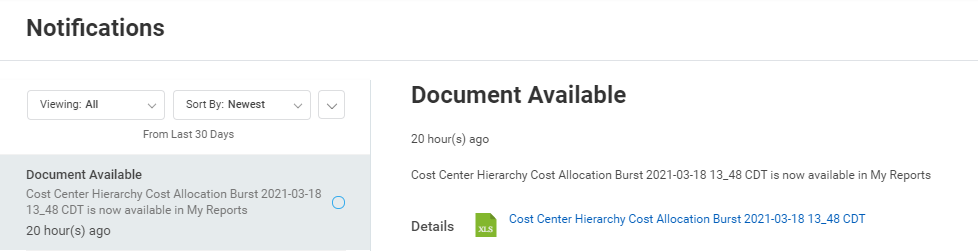 Notifications
Viewing: All
Sort By: Newest
From Last 30 Days
Document Available
Cost Center Hierarchy Cost Allocation Burst 2021-03-18
13_48 CDT is now available in My Reports
20 hour(s) ago
Document Available
20 hour(s) ago
Cost Center Hierarchy Cost Allocation Burst 2021-03-18 13_48 CDT is now available in My Reports
Details
XLS
Cost Center Hierarchy Cost Allocation Burst 2021-03-18 13_48 CDT